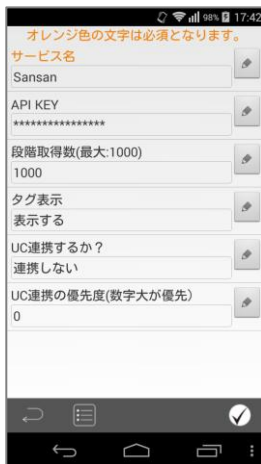 98% 17:42
オレンジ色の文字は必須となります。
サービス名
Sansan
API KEY
****************
段階取得数(最大:1000)
1000
タグ表示
表示する
UC連携するか？
連携しない
UC連携の優先度(数字大が優先）
0